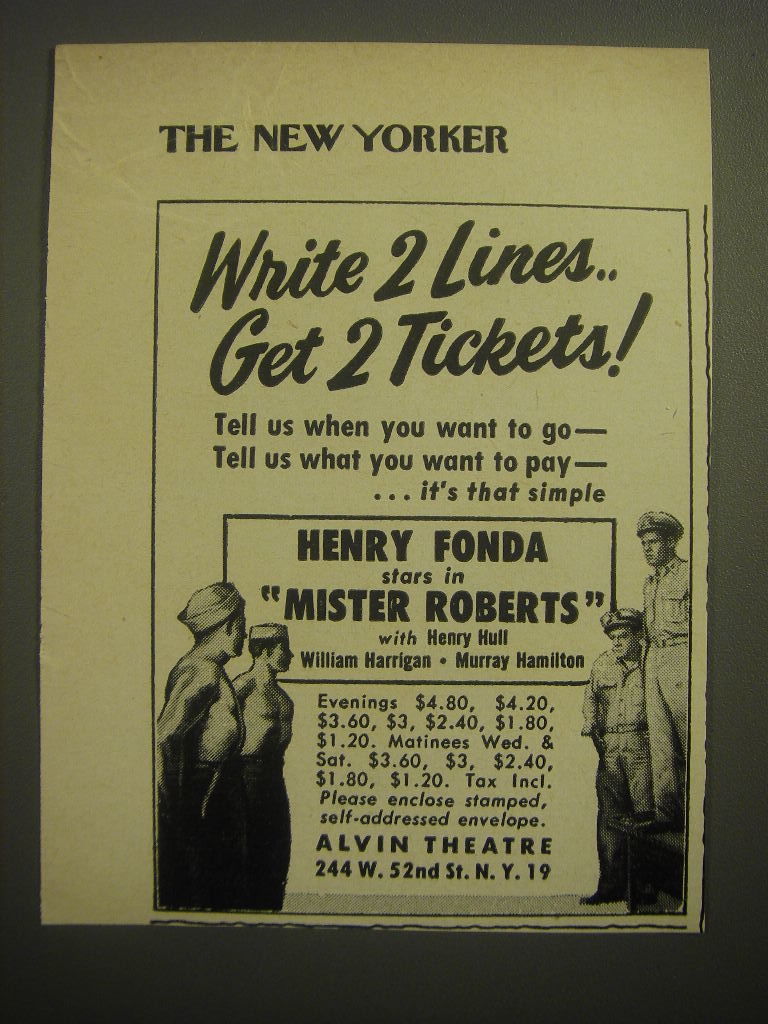 THE NEW YORKER
Write 2 Lines..
Get 2 Tickets!
Tell us when you want to go—
Tell us what you want to pay—
... it's that simple
HENRY FONDA
stars in
"MISTER ROBERTS"
with Henry Hull
William Harrigan • Murray Hamilton
Evenings $4.80, $4.20,
$3.60, $3, $2.40, $1.80,
$1.20. Matinees Wed. &
Sat. $3.60, $3, $2.40,
$1.80, $1.20. Tax Incl.
Please enclose stamped,
self-addressed envelope.
ALVIN THEATRE
244 W. 52nd St. N. Y. 19